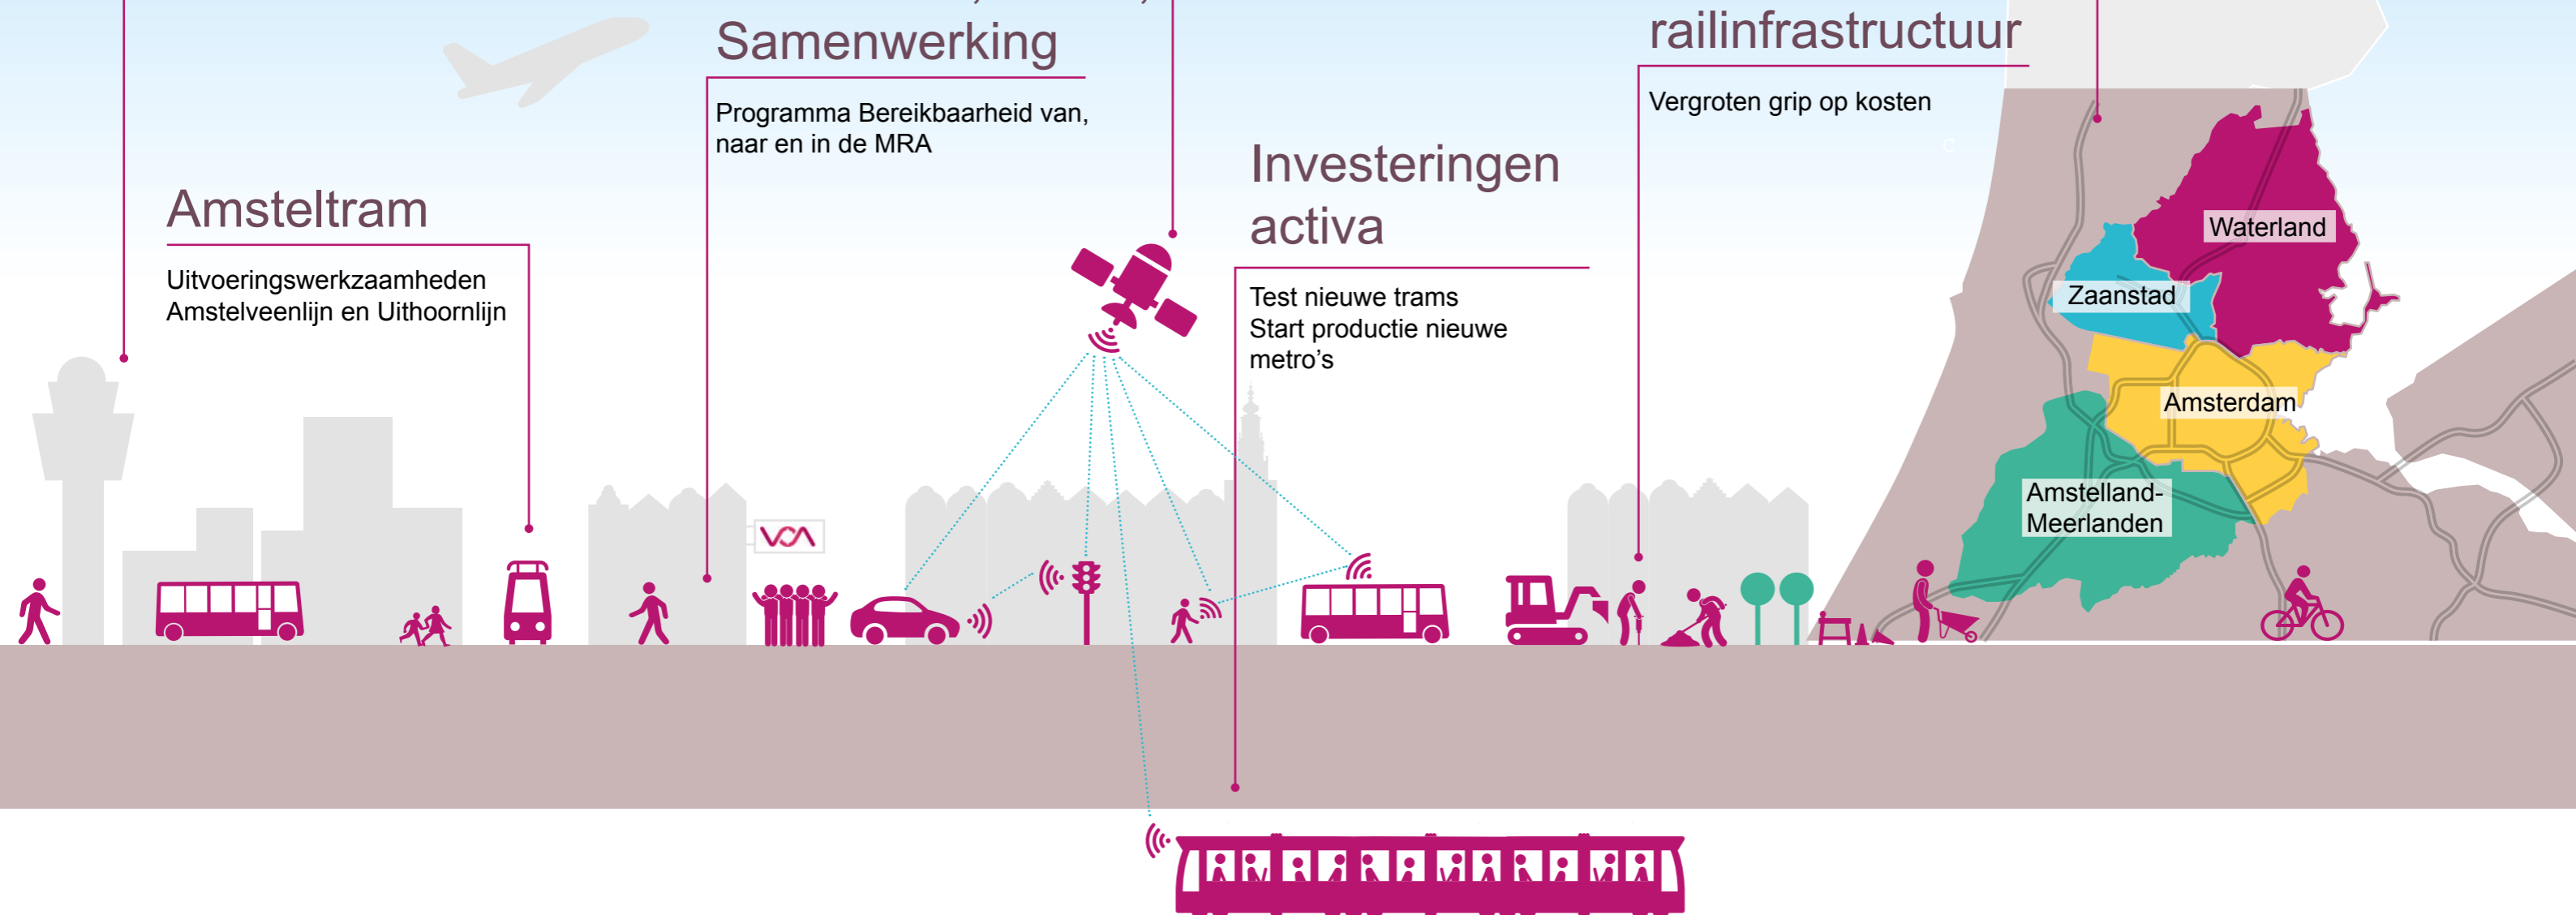 Samenwerking
Programma Bereikbaarheid van,
naar en in de MRA
railinfrastructuur
Vergroten grip op kosten
c
Amsteltram
Uitvoeringswerkzaamheden
Amstelveenlijn en Uithoornlijn
Investeringen
activa
Test nieuwe trams
Start productie nieuwe
metro’s
Waterland
Zaanstad
Amsterdam
Amstelland-
Meerlanden
VOA